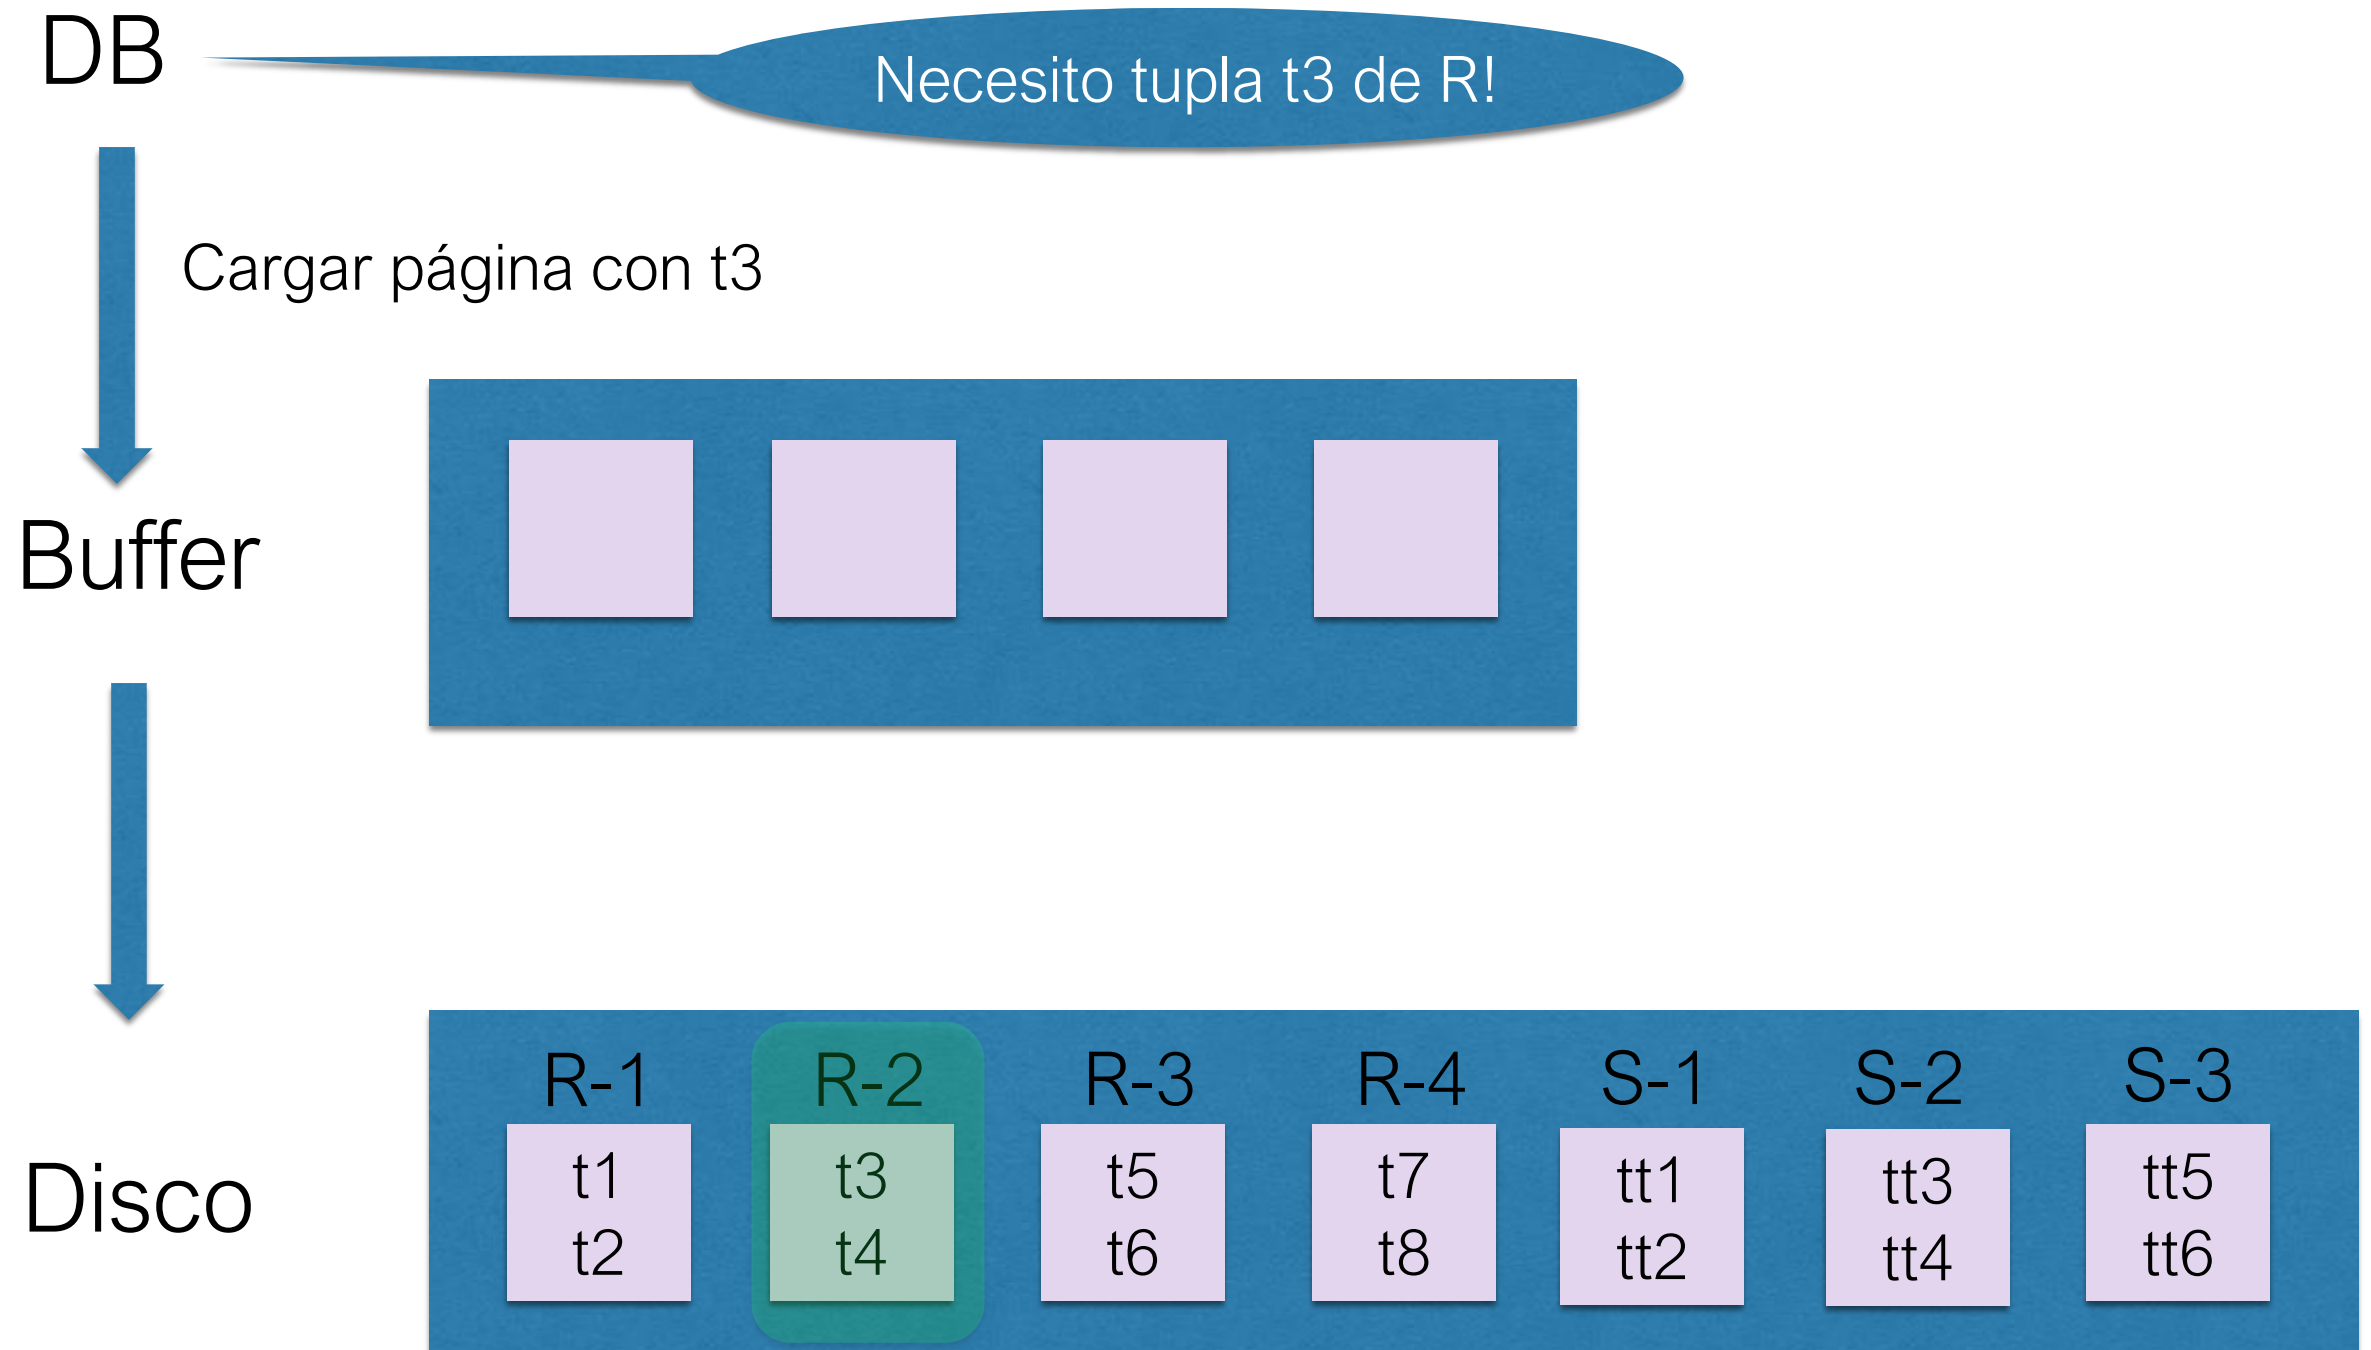 DB
Necesito tupla t3 de R!
Cargar página con t3
Buffer
Disco
R-1
t1
t2
R-2
t3
t4
R-3
t5
t6
R-4
t7
t8
S-1
tt1
tt2
S-2
tt3
tt4
S-3
tt5
tt6